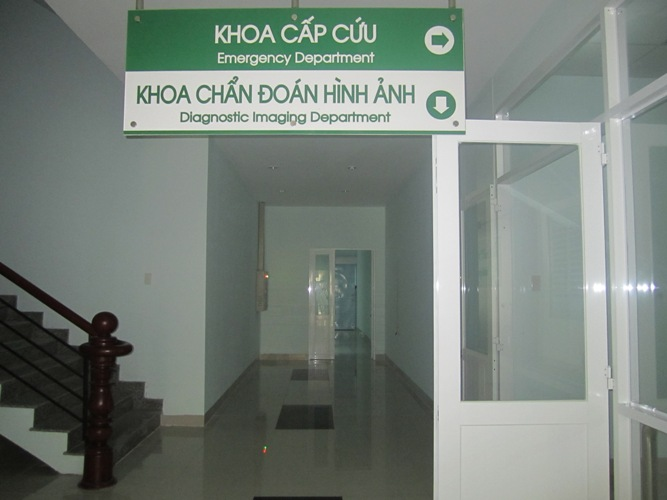 KHOA CẤP CỨU
Emergency Department
KHOA CHẨN ĐOÁN HÌNH ẢNH
Diagnostic Imaging Department